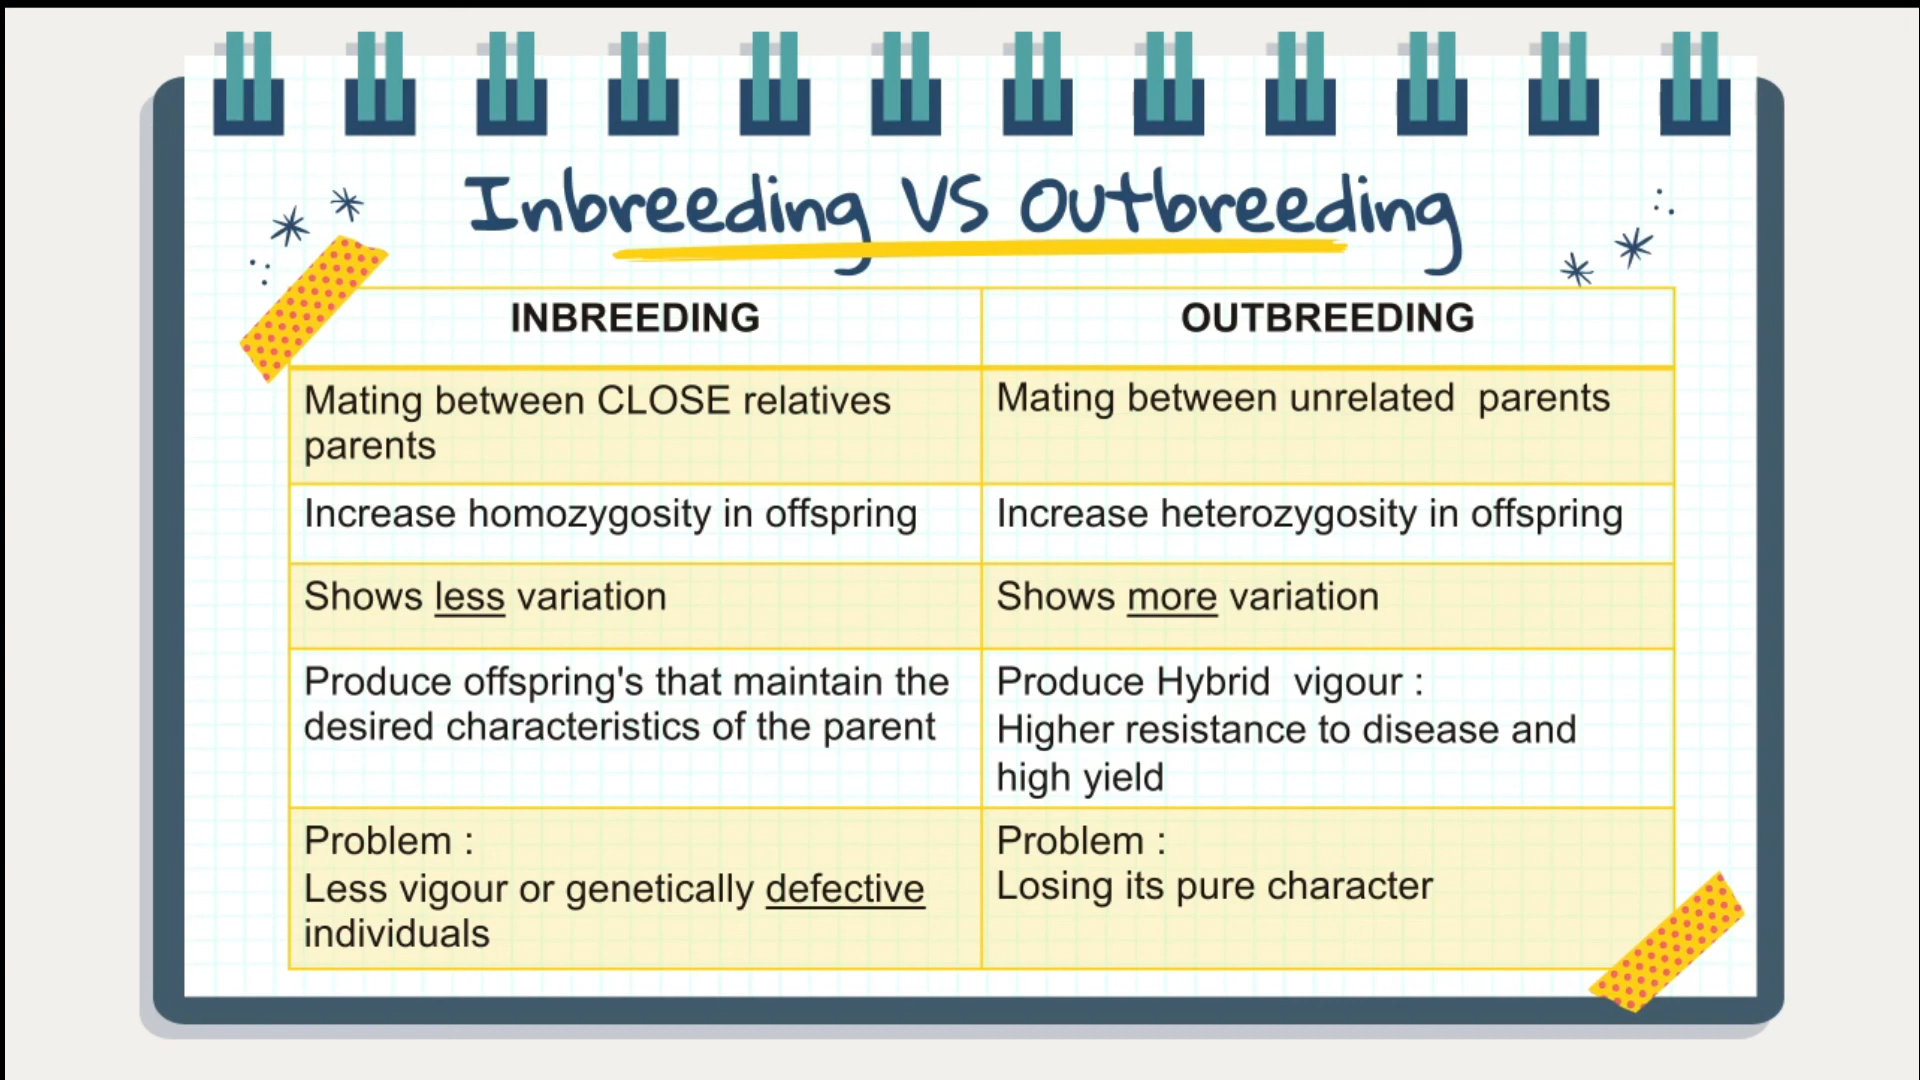 Inbreeding VS Outbreeding
INBREEDING
OUTBREEDING
Mating between CLOSE relatives
parents
Mating between unrelated  parents
Increase homozygosity in offspring
Increase heterozygosity in offspring
Shows less variation
Shows more variation
Produce offspring's that maintain the
desired characteristics of the parent
Produce Hybrid  vigour :
Higher resistance to disease and
high yield
Problem :
Less vigour or genetically defective
individuals
Problem :
Losing its pure character